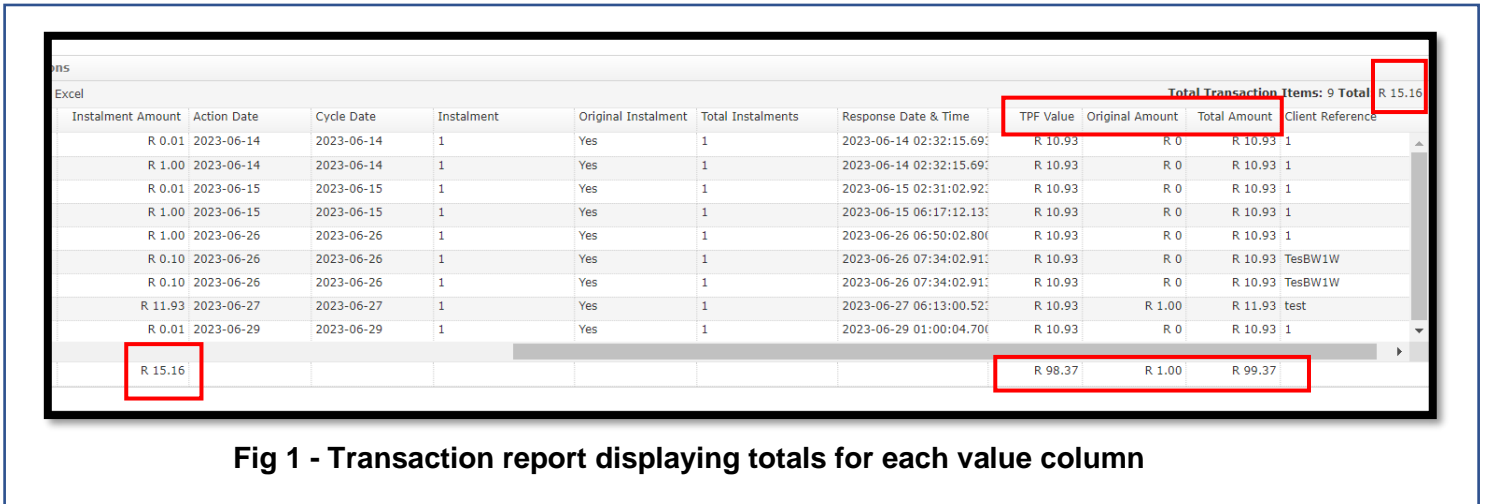 ons
Excel Total Transaction Items: 9 Total R 15.16
Instalment Amount Action Date Cycle Date Instalment Original Instalment Total Instalments Response Date & Time TPF Value Original Amount Total Amount Client Reference
R 0.01 2023-06-14 2023-06-14 1 Yes 1 2023-06-14 02:32:15.693 R 10.93 R 0 R 10.93 1
R 1.00 2023-06-14 2023-06-14 1 Yes 1 2023-06-14 02:32:15.693 R 10.93 R 0 R 10.93 1
R 0.01 2023-06-15 2023-06-15 1 Yes 1 2023-06-15 02:31:02.923 R 10.93 R 0 R 10.93 1
R 1.00 2023-06-15 2023-06-15 1 Yes 1 2023-06-15 06:17:12.133 R 10.93 R 0 R 10.93 1
R 1.00 2023-06-26 2023-06-26 1 Yes 1 2023-06-26 06:50:02.800 R 10.93 R 0 R 10.93 1
R 0.10 2023-06-26 2023-06-26 1 Yes 1 2023-06-26 07:34:02.913 R 10.93 R 0 R 10.93 TesBW1W
R 0.10 2023-06-26 2023-06-26 1 Yes 1 2023-06-26 07:34:02.913 R 10.93 R 0 R 10.93 TesBW1W
R 11.93 2023-06-27 2023-06-27 1 Yes 1 2023-06-27 06:13:00.523 R 10.93 R 1.00 R 11.93 test
R 0.01 2023-06-29 2023-06-29 1 Yes 1 2023-06-29 01:00:04.700 R 10.93 R 0 R 10.93 1
R 15.16 R 98.37 R 1.00 R 99.37
Fig 1 - Transaction report displaying totals for each value column